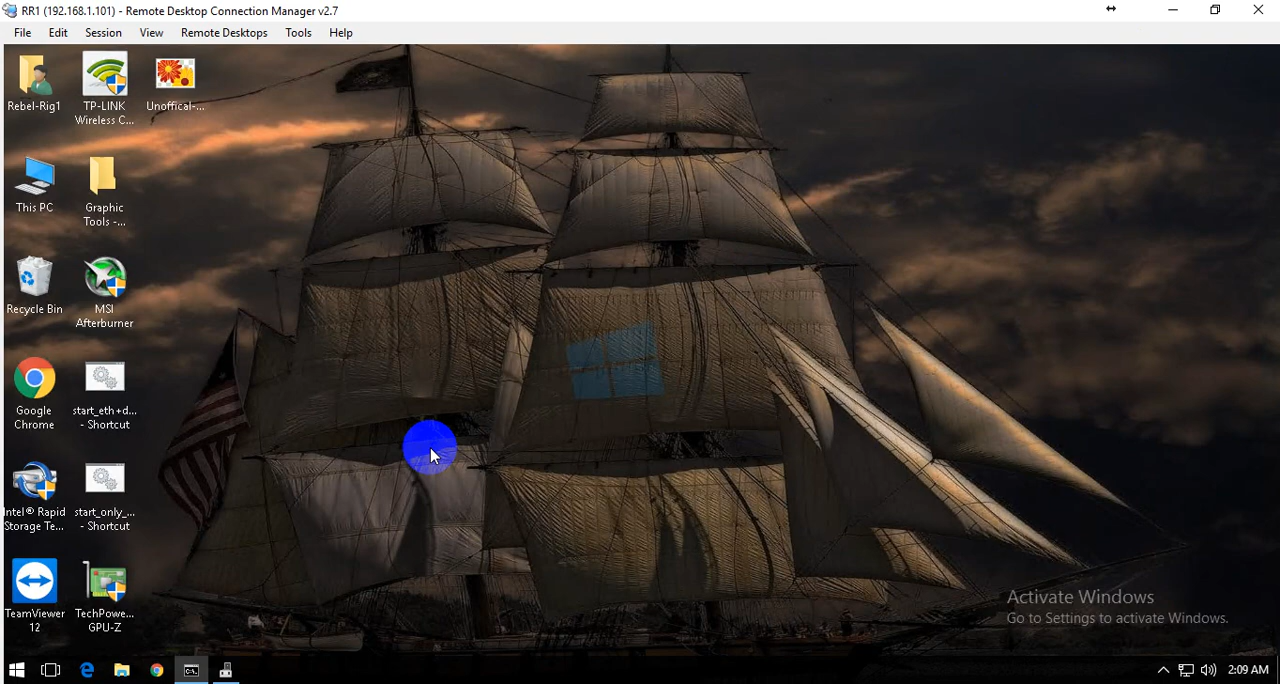 RR1 (192.168.1.101) - Remote Desktop Connection Manager v2.7
File Edit Session View Remote Desktops Tools Help
Rebel-Rig1
TP-LINK
Wireless C...
Unoffical-...
This PC
Graphic
Tools -...
Recycle Bin
MSI
Afterburner
Google
Chrome
start_eth+d...
- Shortcut
Intel® Rapid
Storage Te...
start_only_...
- Shortcut
TeamViewer
12
TechPowe...
GPU-Z
Activate Windows
Go to Settings to activate Windows.
2:09 AM